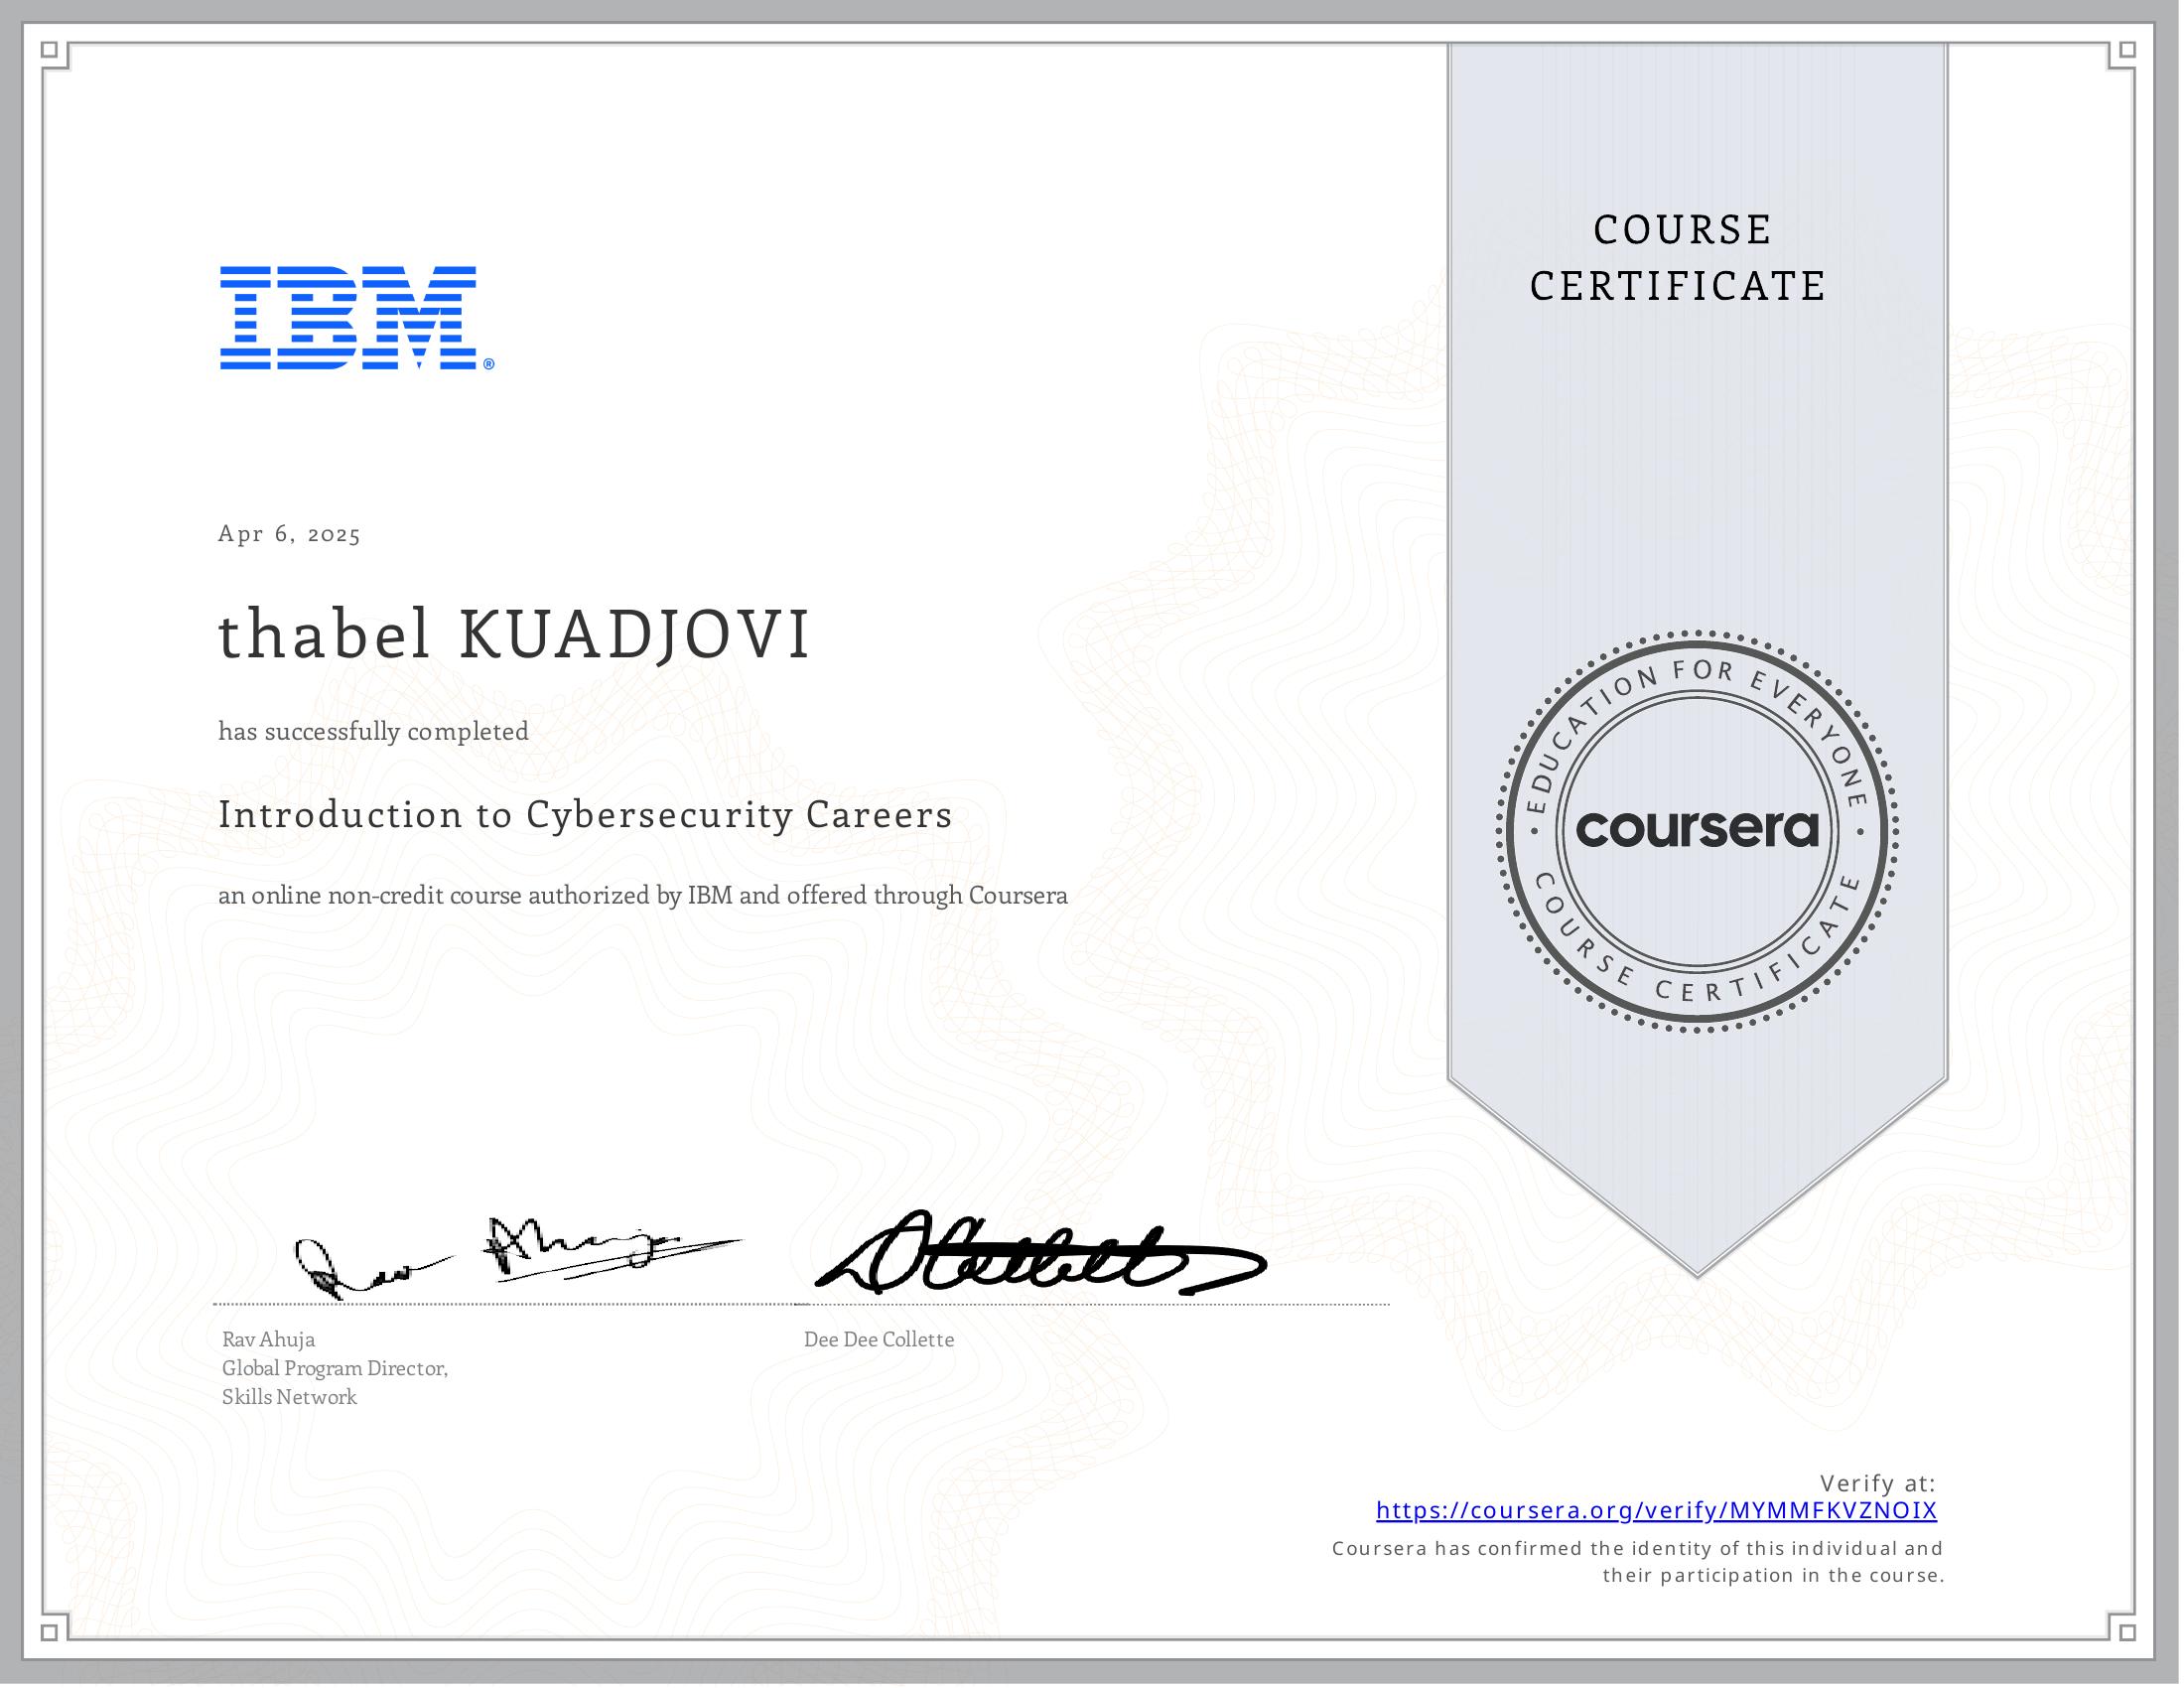 COURSE
CERTIFICATE
IBM®
Apr 6, 2025
thabel KUADJOVI
has successfully completed
Introduction to Cybersecurity Careers
an online non-credit course authorized by IBM and offered through Coursera
EDUCATION FOR EVERYONE
coursera
COURSE CERTIFICATE
Rav Ahuja
Global Program Director,
Skills Network
Dee Dee Collette
Verify at:
https://coursera.org/verify/MYMMFKVZNOIX
Coursera has confirmed the identity of this individual and
their participation in the course.